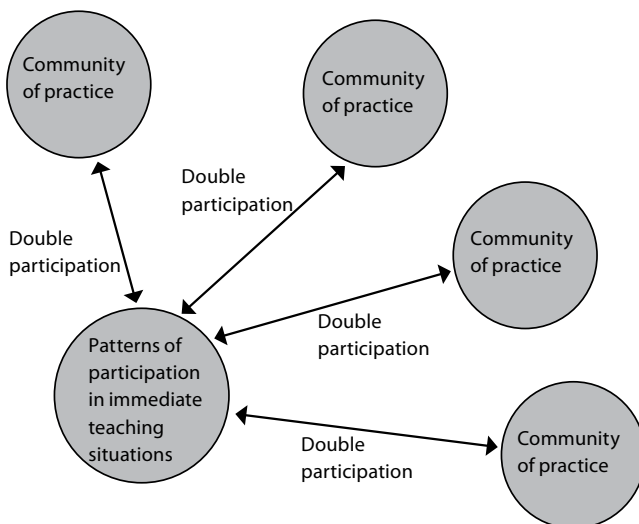 Community
of practice
Community
of practice
Double
participation
Double
participation
Community
of practice
Double
participation
Patterns of
participation
in immediate
teaching
situations
Double
participation
Community
of practice